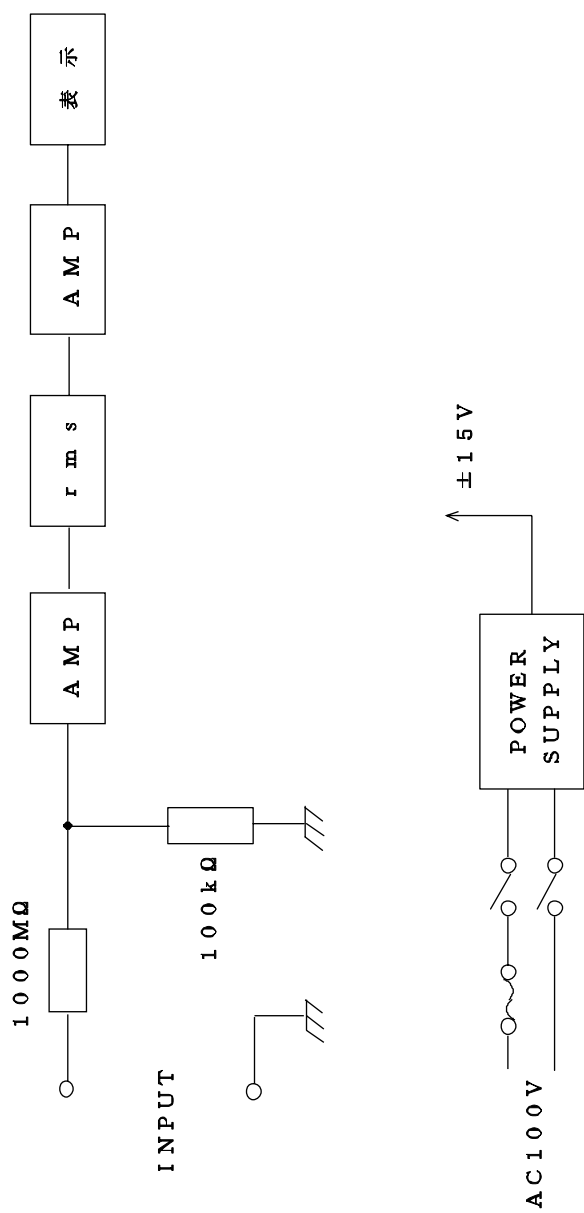 INPUT
1000MΩ
100kΩ
AMP
rms
AMP
表示
AC100V
POWER
SUPPLY
±15V